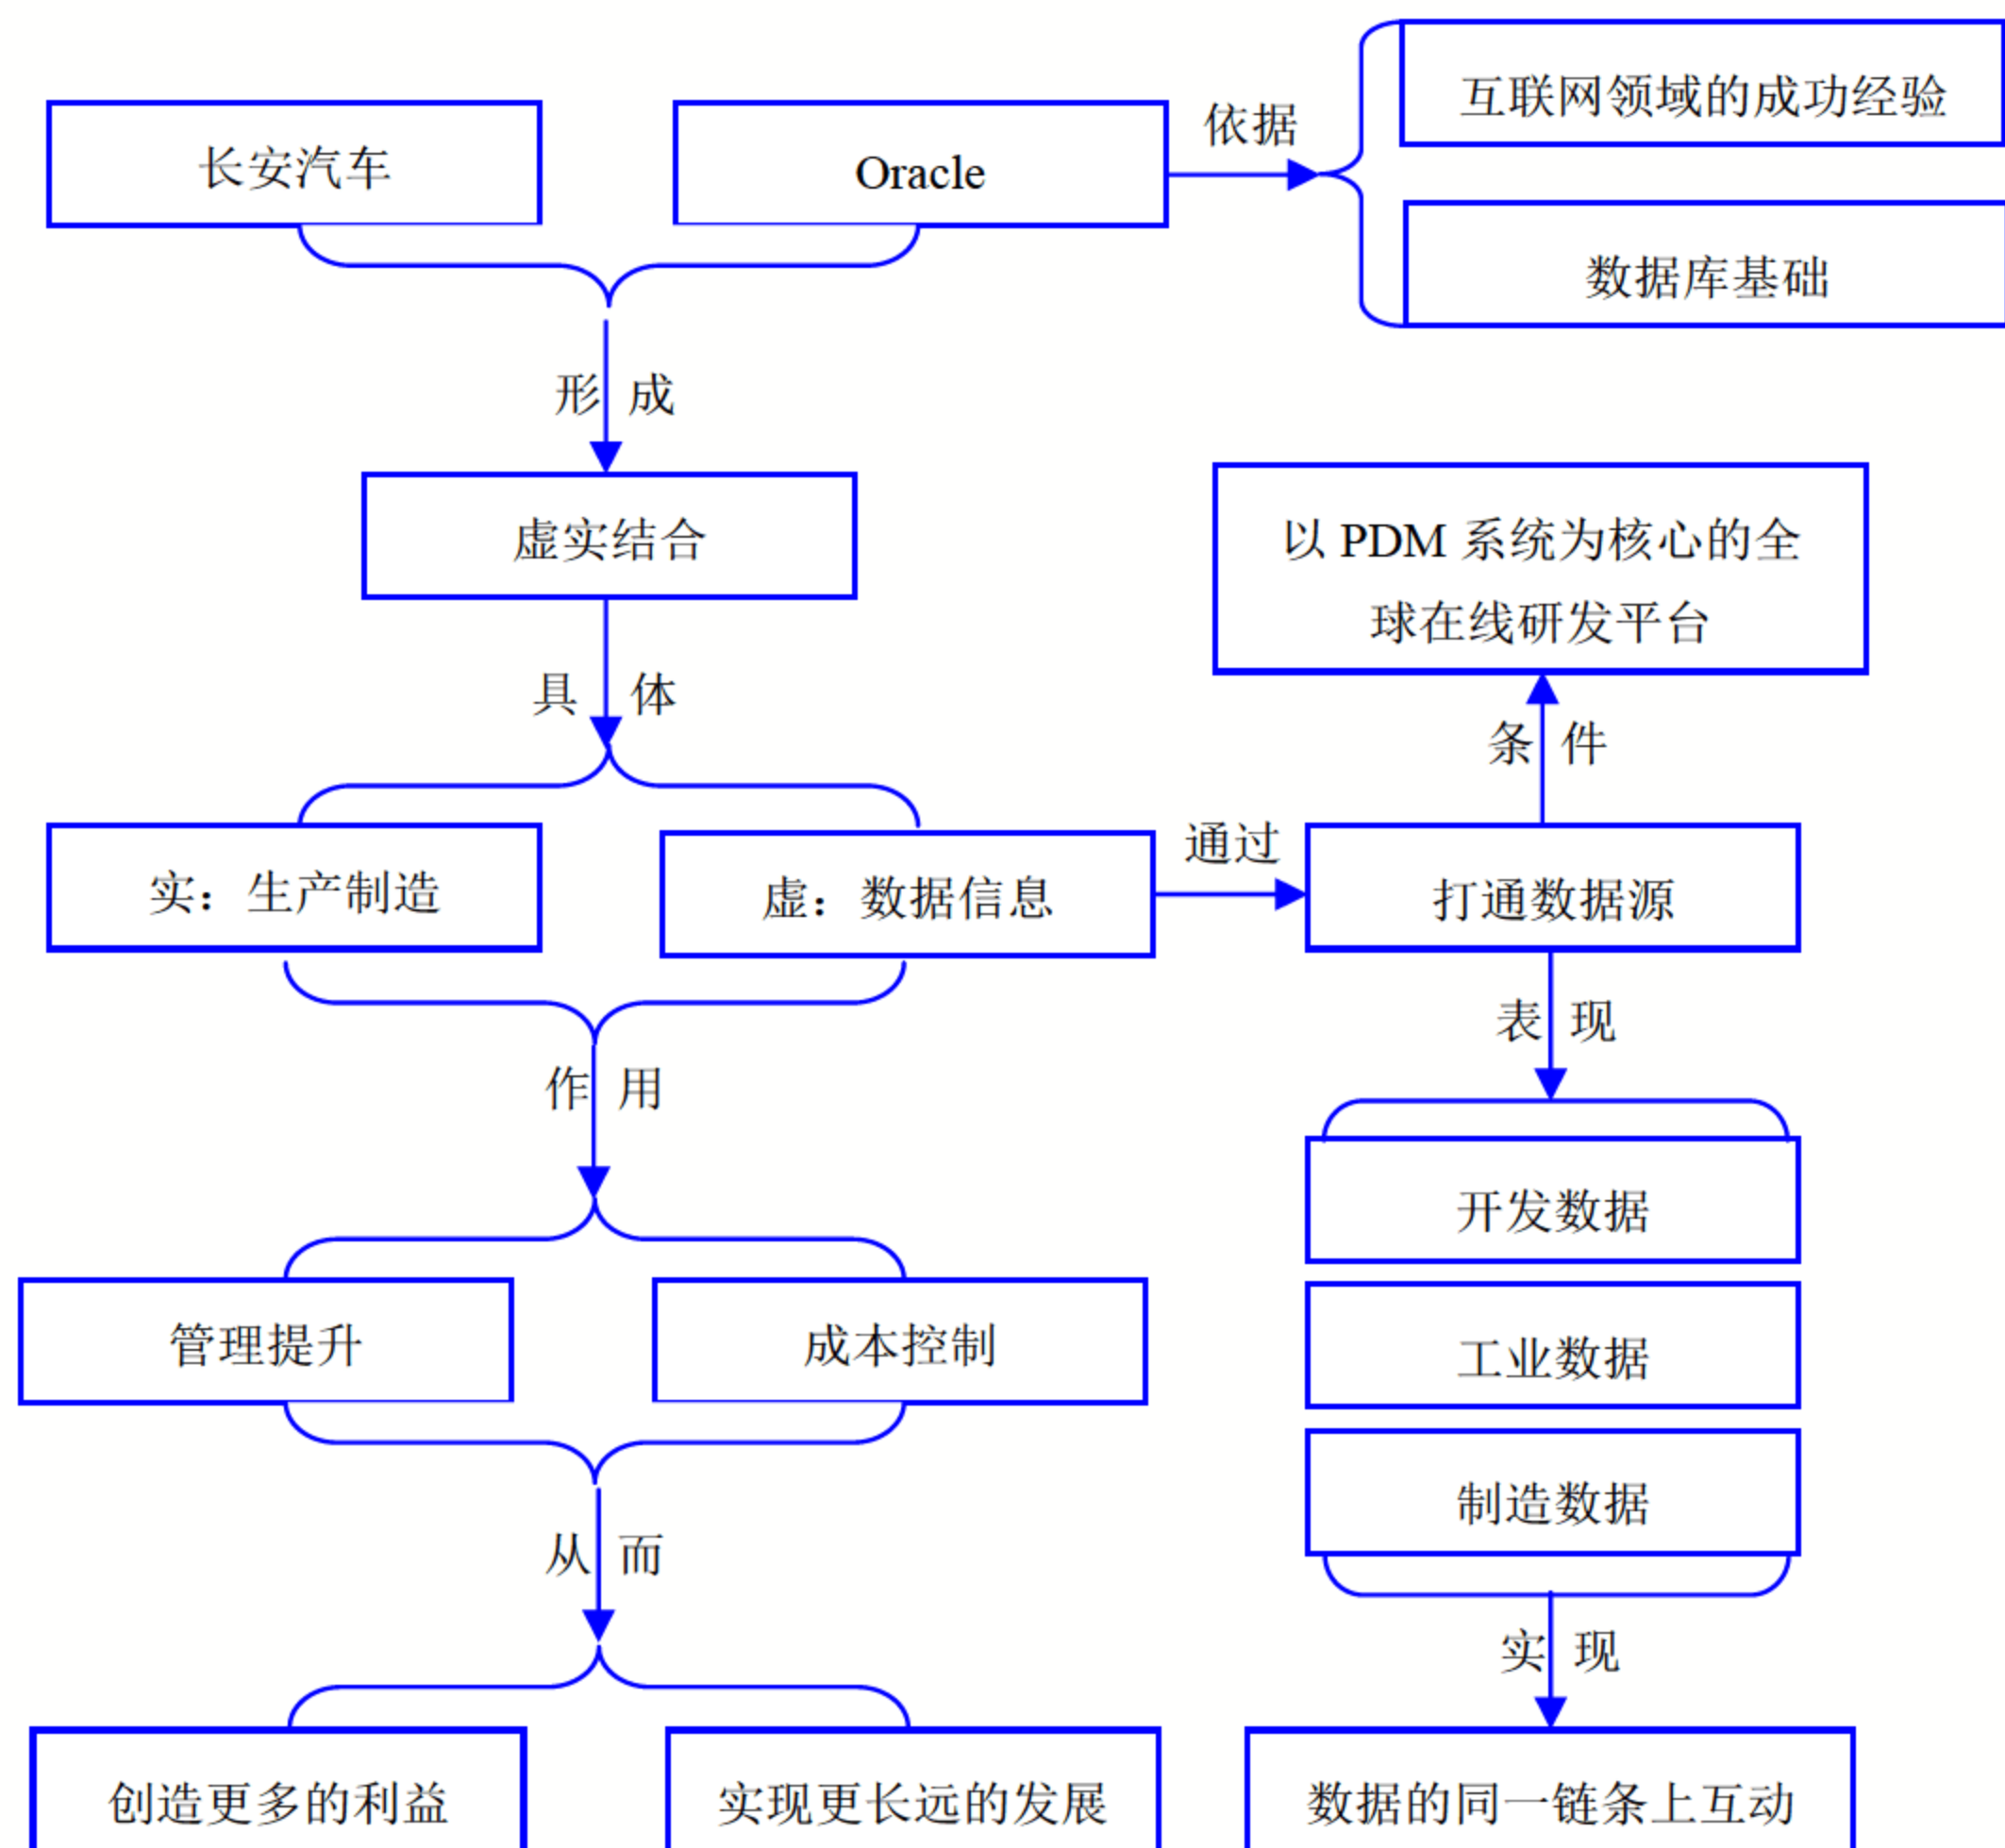 长安汽车
Oracle
依据
互联网领域的成功经验
数据库基础
形 成
虚实结合
以 PDM 系统为核心的全
球在线研发平台
具 体
条 件
实：生产制造
虚：数据信息
通过
打通数据源
表 现
作 用
开发数据
管理提升
成本控制
工业数据
制造数据
从 而
实 现
创造更多的利益
实现更长远的发展
数据的同一链条上互动